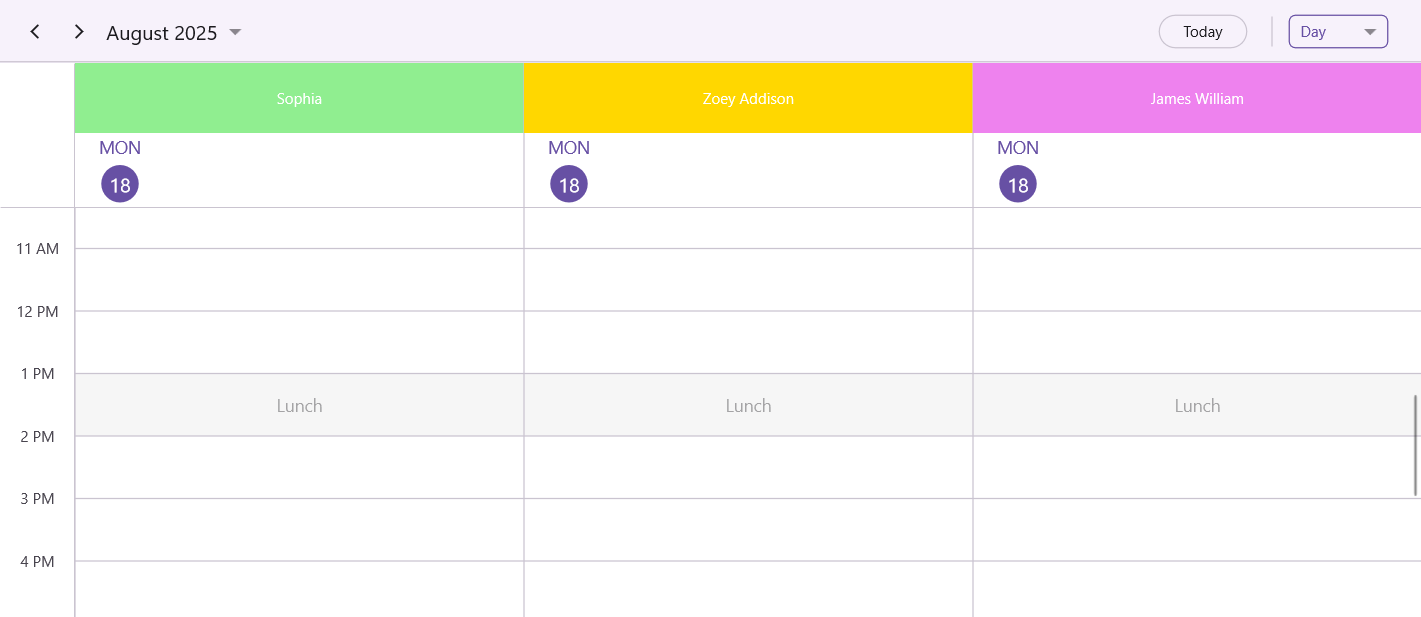 August 2025
Today
Day
Sophia
Zoey Addison
James William
MON
MON
MON
18
18
18
11 AM
12 PM
1 PM
Lunch
Lunch
Lunch
2 PM
3 PM
4 PM